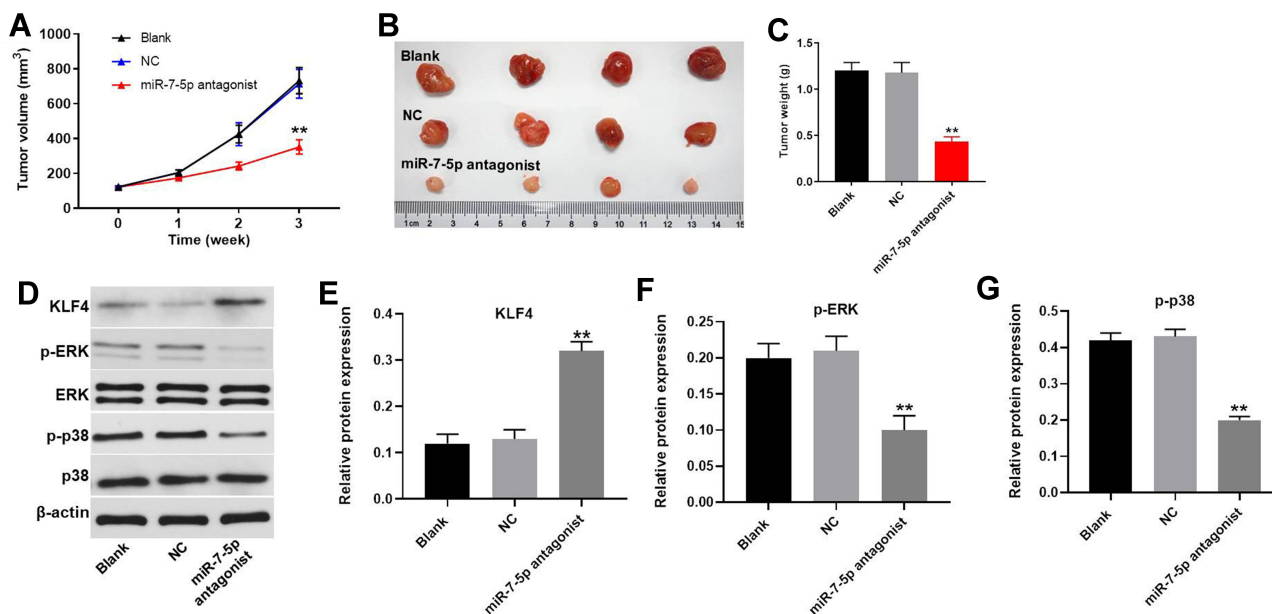 A
Tumor volume (mm³)
1000
800
600
400
200
0
Blank
NC
miR-7-5p antagonist
**
0 1 2 3
Time (week)
B
Blank
NC
miR-7-5p antagonist
1cm 2 3 4 5 6 7 8 9 10 11 12 13 14 15
C
Tumor weight (g)
1.5
1.0
0.5
0.0
**
Blank
NC
miR-7-5p antagonist
D
KLF4
p-ERK
ERK
p-p38
p38
β-actin
Blank
NC
miR-7-5p
antagonist
E
KLF4
Relative protein expression
0.4
0.3
0.2
0.1
0.0
**
Blank
NC
miR-7-5p antagonist
F
p-ERK
Relative protein expression
0.25
0.20
0.15
0.10
0.05
0.00
**
Blank
NC
miR-7-5p antagonist
G
p-p38
Relative protein expression
0.5
0.4
0.3
0.2
0.1
0.0
**
Blank
NC
miR-7-5p antagonist